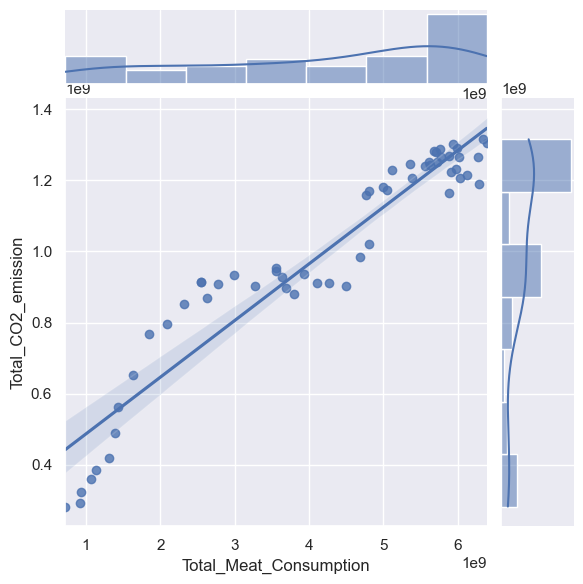 1e9
1e9
1e9
1.4
1.2
1.0
0.8
0.6
0.4
Total_CO2_emission
1 2 3 4 5 6
Total_Meat_Consumption
1e9